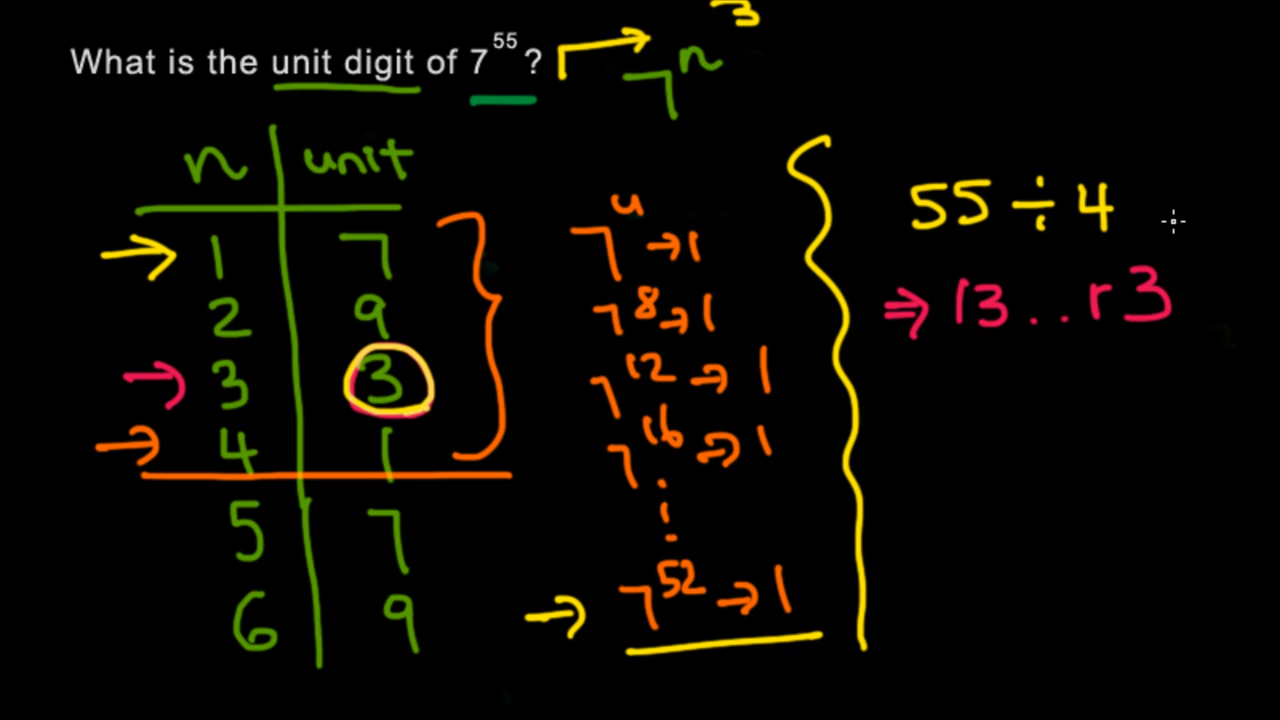 3
What is the unit digit of 7^55? 7^n
n unit
1 7
2 9
3 3
4 1
5 7
6 9
7^4 → 1
7^8 → 1
7^12 → 1
7^16 → 1
7^52 → 1
55 ÷ 4
⇒ 13 .. r3